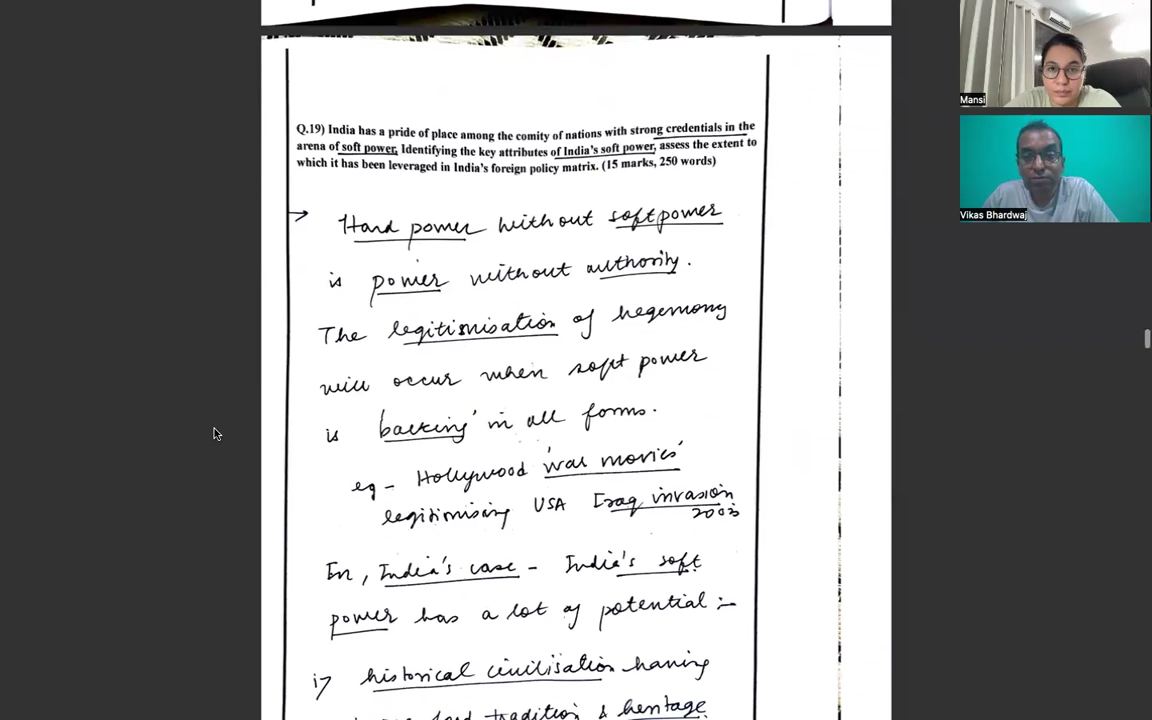 Q.19) India has a pride of place among the comity of nations with strong credentials in the
arena of soft power. Identifying the key attributes of India's soft power, assess the extent to
which it has been leveraged in India's foreign policy matrix. (15 marks, 250 words)
→ Hard power without soft power
is power without authority.
The legitimisation of hegemony
will occur when soft power
is 'backing' in all forms.
eg - Hollywood 'war movies'
legitimising USA Iraq invasion
2003
In, India's case - India's soft
power has a lot of potential :-
i) historical civilisation having
tradition & heritage
Mansi
Vikas Bhardwaj